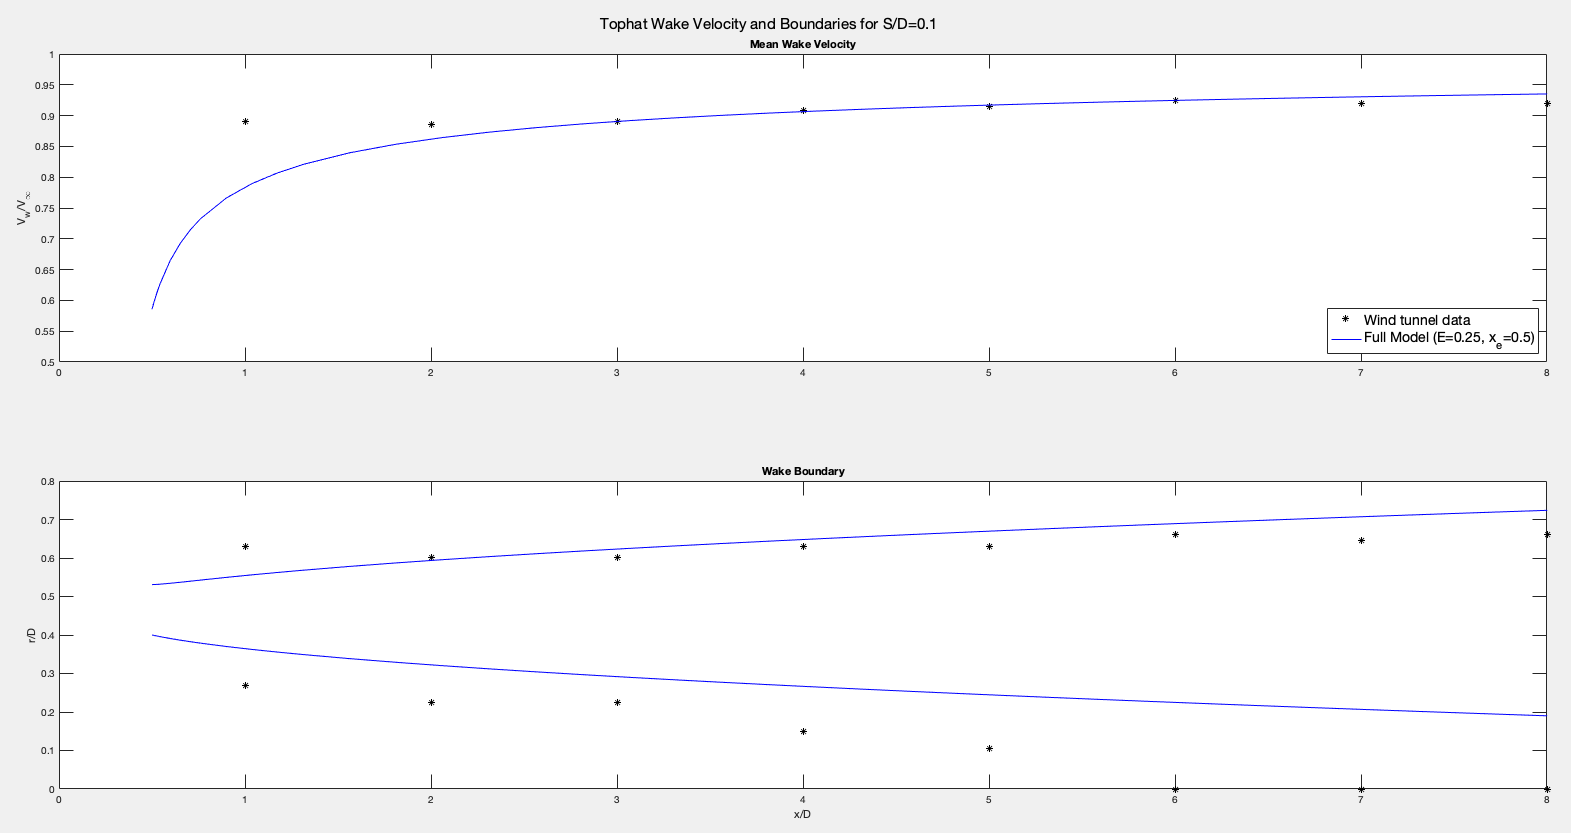 Tophat Wake Velocity and Boundaries for S/D=0.1
Mean Wake Velocity
1
0.95
0.9
0.85
0.8
0.75
0.7
0.65
0.6
0.55
0.5
V_w/V_∞
0 1 2 3 4 5 6 7 8
Wind tunnel data
Full Model (E=0.25, x_e=0.5)
Wake Boundary
0.8
0.7
0.6
0.5
0.4
0.3
0.2
0.1
0
r/D
0 1 2 3 4 5 6 7 8
x/D